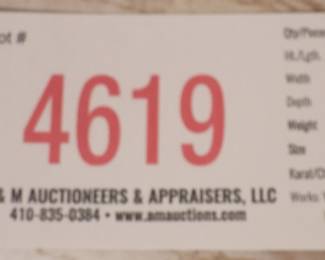 ot #
4619
& M AUCTIONEERS & APPRAISERS, LLC
410-835-0384 • www.amauctions.com
Qty/Piece
Ht./Lgth.
Width
Depth
Weight
Size
Karat/C
Works